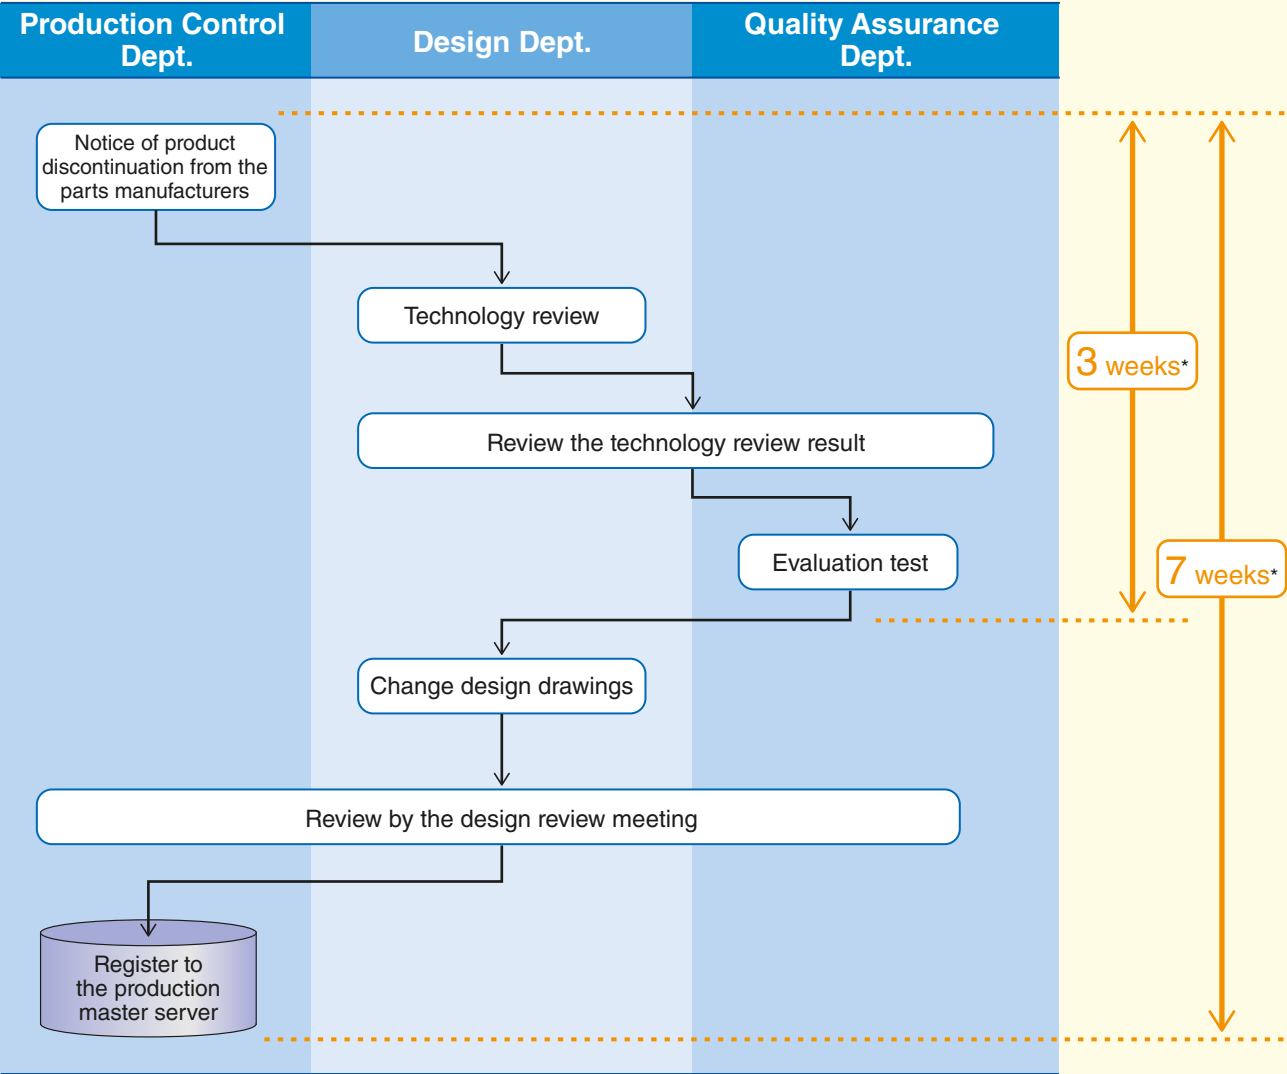 Production Control
Dept.
Design Dept.
Quality Assurance
Dept.
Notice of product
discontinuation from the
parts manufacturers
Technology review
3 weeks*
Review the technology review result
Evaluation test
7 weeks*
Change design drawings
Review by the design review meeting
Register to
the production
master server